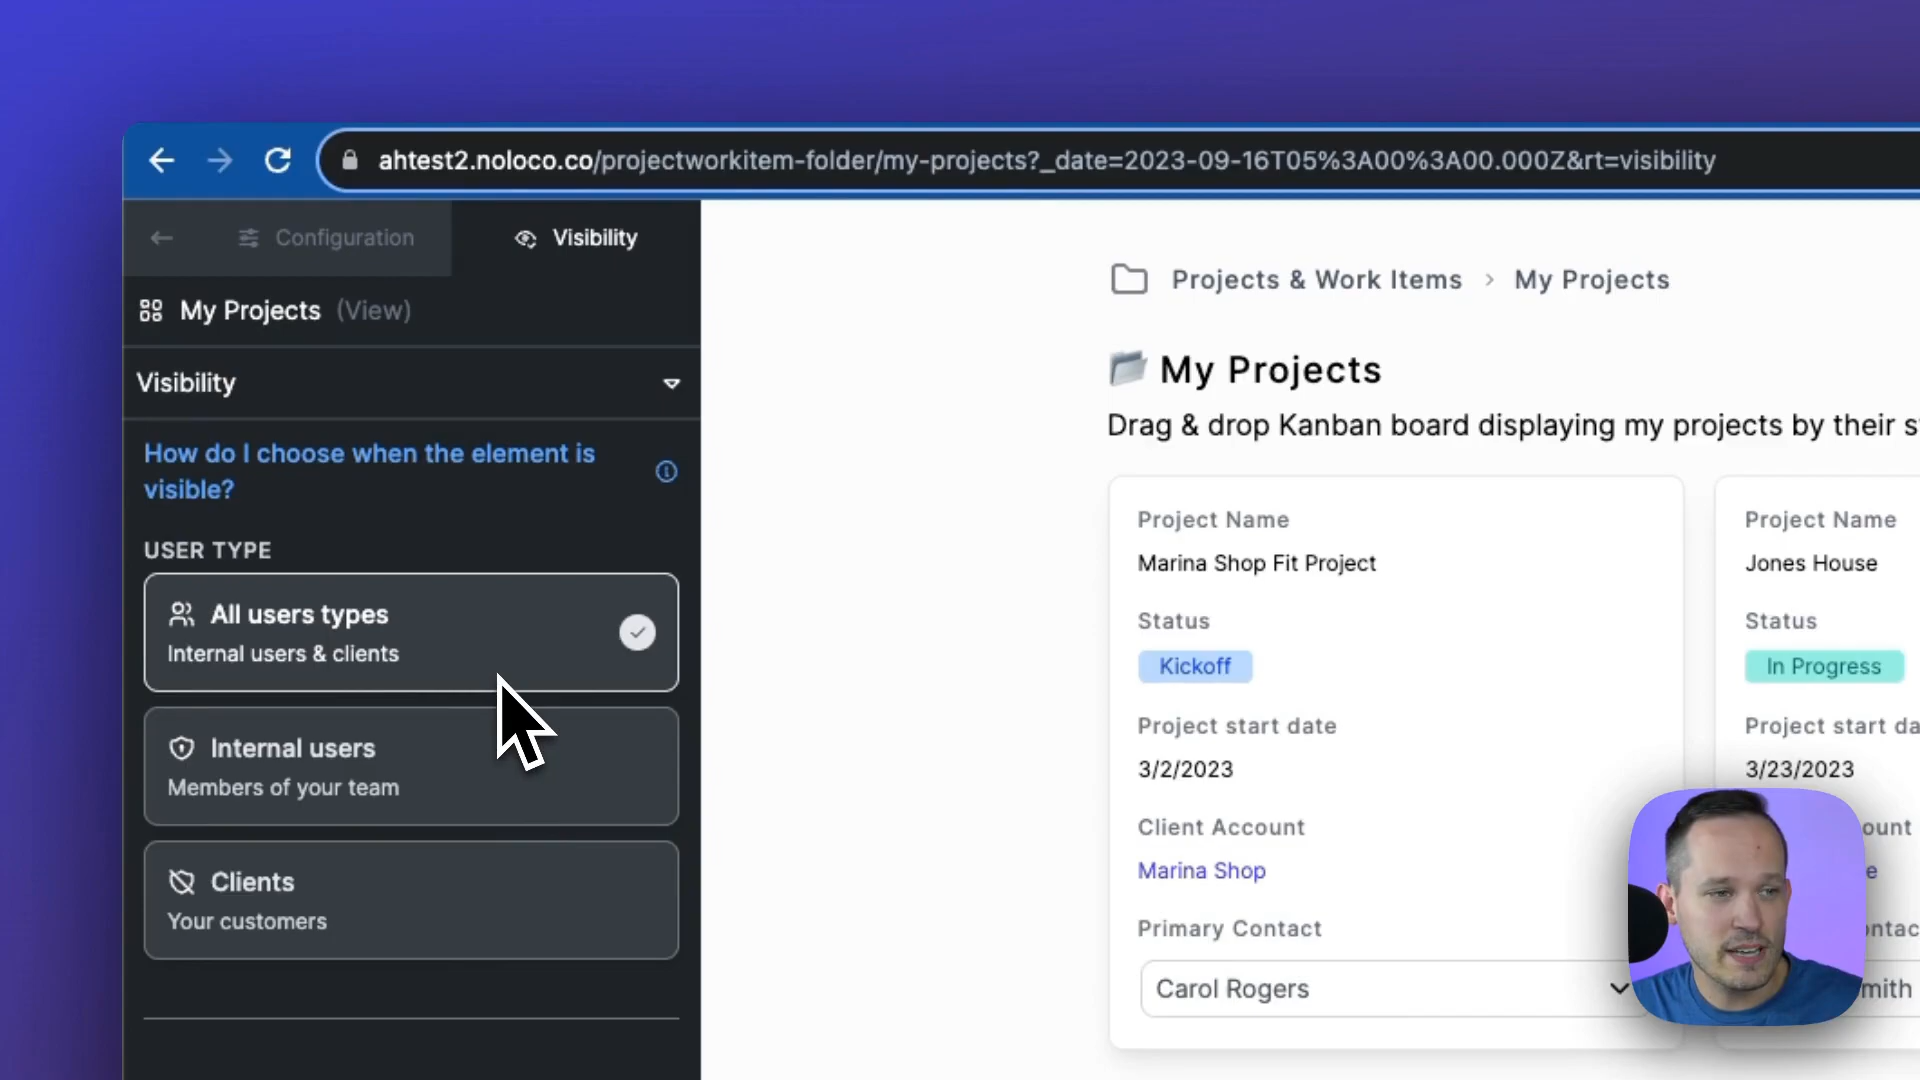 ahtest2.noloco.co/projectworkitem-folder/my-projects?_date=2023-09-16T05%3A00%3A00.000Z&rt=visibility
Configuration
Visibility
My Projects (View)
Visibility
How do I choose when the element is
visible?
USER TYPE
All users types
Internal users & clients
Internal users
Members of your team
Clients
Your customers
Projects & Work Items > My Projects
My Projects
Drag & drop Kanban board displaying my projects by their s
Project Name
Marina Shop Fit Project
Status
Kickoff
Project start date
3/2/2023
Client Account
Marina Shop
Primary Contact
Carol Rogers
Project Name
Jones House
Status
In Progress
Project start da
3/23/2023
ount
e
ontac
mith